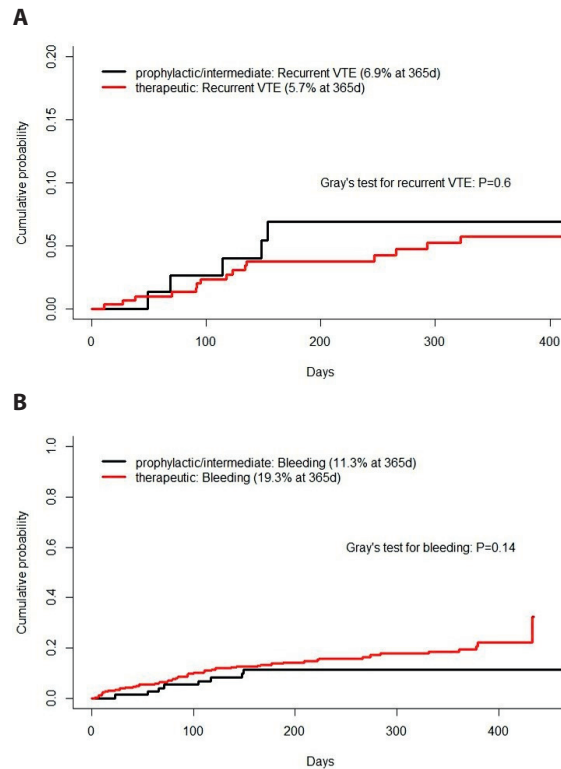 A
prophylactic/intermediate: Recurrent VTE (6.9% at 365d)
therapeutic: Recurrent VTE (5.7% at 365d)
Gray's test for recurrent VTE: P=0.6
Cumulative probability
0.20
0.15
0.10
0.05
0.00
0 100 200 300 400
Days
B
prophylactic/intermediate: Bleeding (11.3% at 365d)
therapeutic: Bleeding (19.3% at 365d)
Gray's test for bleeding: P=0.14
Cumulative probability
1.0
0.8
0.6
0.4
0.2
0.0
0 100 200 300 400
Days